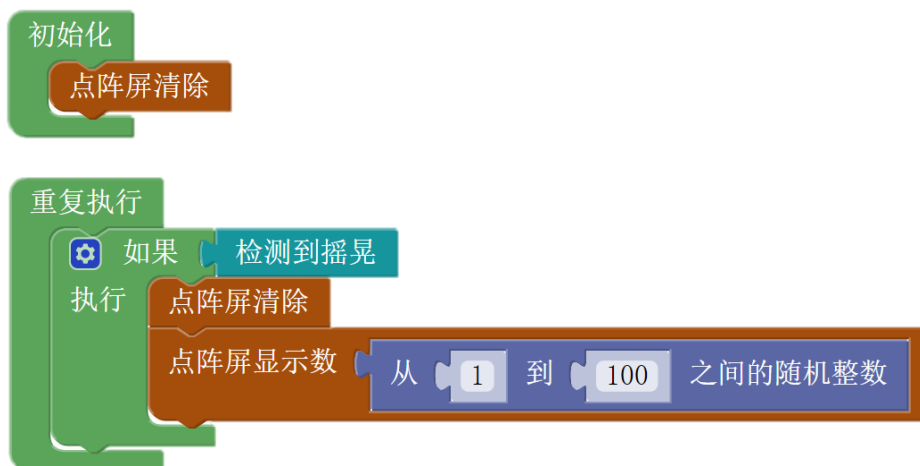 初始化
点阵屏清除
重复执行
如果 检测到摇晃
执行 点阵屏清除
点阵屏显示数 从 1 到 100 之间的随机整数